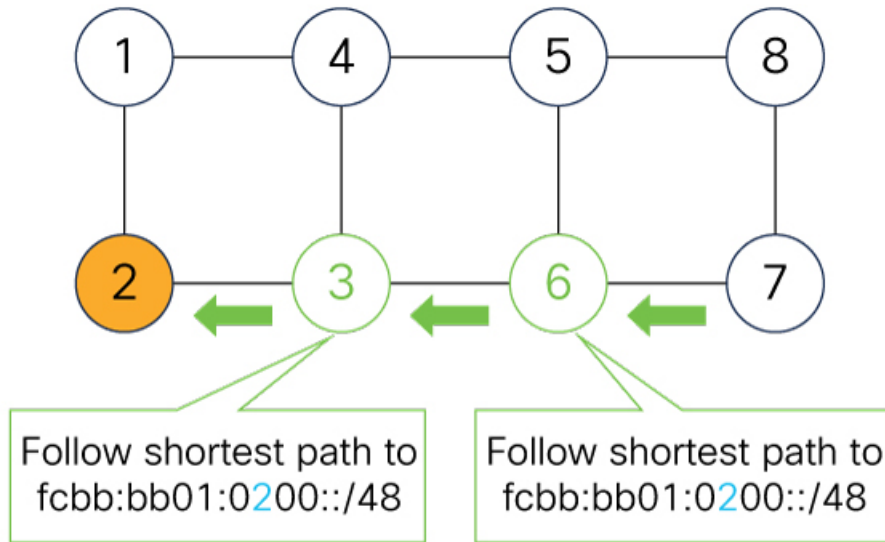 1 4 5 8
2 3 6 7
Follow shortest path to
fcbb:bb01:0200::/48
Follow shortest path to
fcbb:bb01:0200::/48